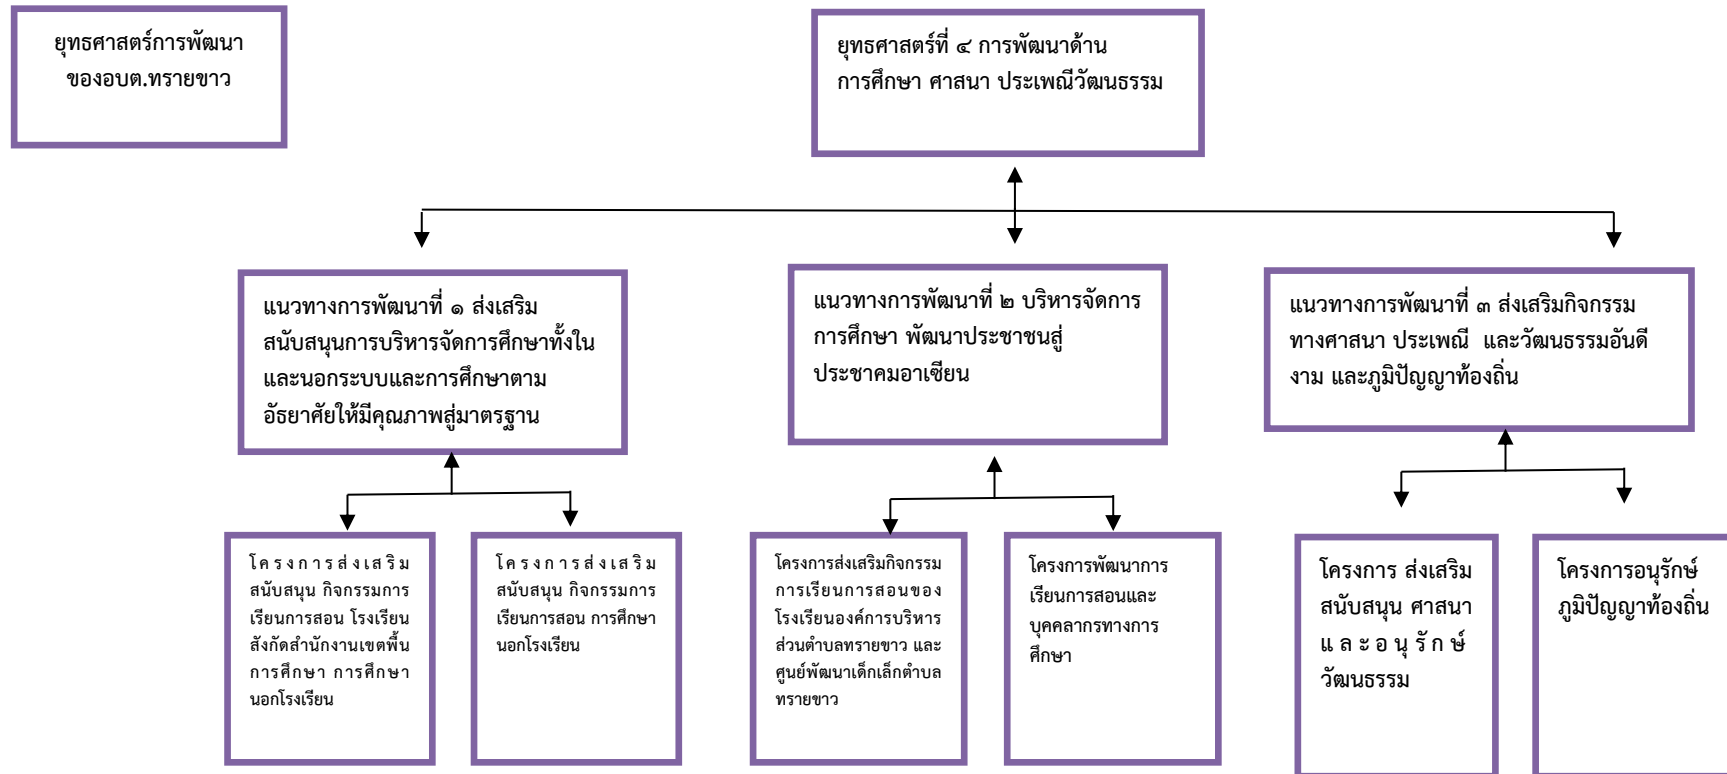 ยุทธศาสตร์การพัฒนา
ของอบต.ทรายขาว
ยุทธศาสตร์ที่ ๔ การพัฒนาด้าน
การศึกษา ศาสนา ประเพณีวัฒนธรรม
แนวทางการพัฒนาที่ ๑ ส่งเสริม
สนับสนุนการบริหารจัดการศึกษาทั้งใน
และนอกระบบและการศึกษาตาม
อัธยาศัยให้มีคุณภาพสู่มาตรฐาน
แนวทางการพัฒนาที่ ๒ บริหารจัดการ
การศึกษา พัฒนาประชาชนสู่
ประชาคมอาเซียน
แนวทางการพัฒนาที่ ๓ ส่งเสริมกิจกรรม
ทางศาสนา ประเพณี และวัฒนธรรมอันดี
งาม และภูมิปัญญาท้องถิ่น
โครงการส่งเสริม
สนับสนุน กิจกรรมการ
เรียนการสอน โรงเรียน
สังกัดสำนักงานเขตพื้น
การศึกษา การศึกษา
นอกโรงเรียน
โครงการส่งเสริม
สนับสนุน กิจกรรมการ
เรียนการสอน การศึกษา
นอกโรงเรียน
โครงการส่งเสริมกิจกรรม
การเรียนการสอนของ
โรงเรียนองค์การบริหาร
ส่วนตำบลทรายขาว และ
ศูนย์พัฒนาเด็กเล็กตำบล
ทรายขาว
โครงการพัฒนาการ
เรียนการสอนและ
บุคคลากรทางการ
ศึกษา
โครงการ ส่งเสริม
สนับสนุน ศาสนา
และอนุรักษ์
วัฒนธรรม
โครงการอนุรักษ์
ภูมิปัญญาท้องถิ่น